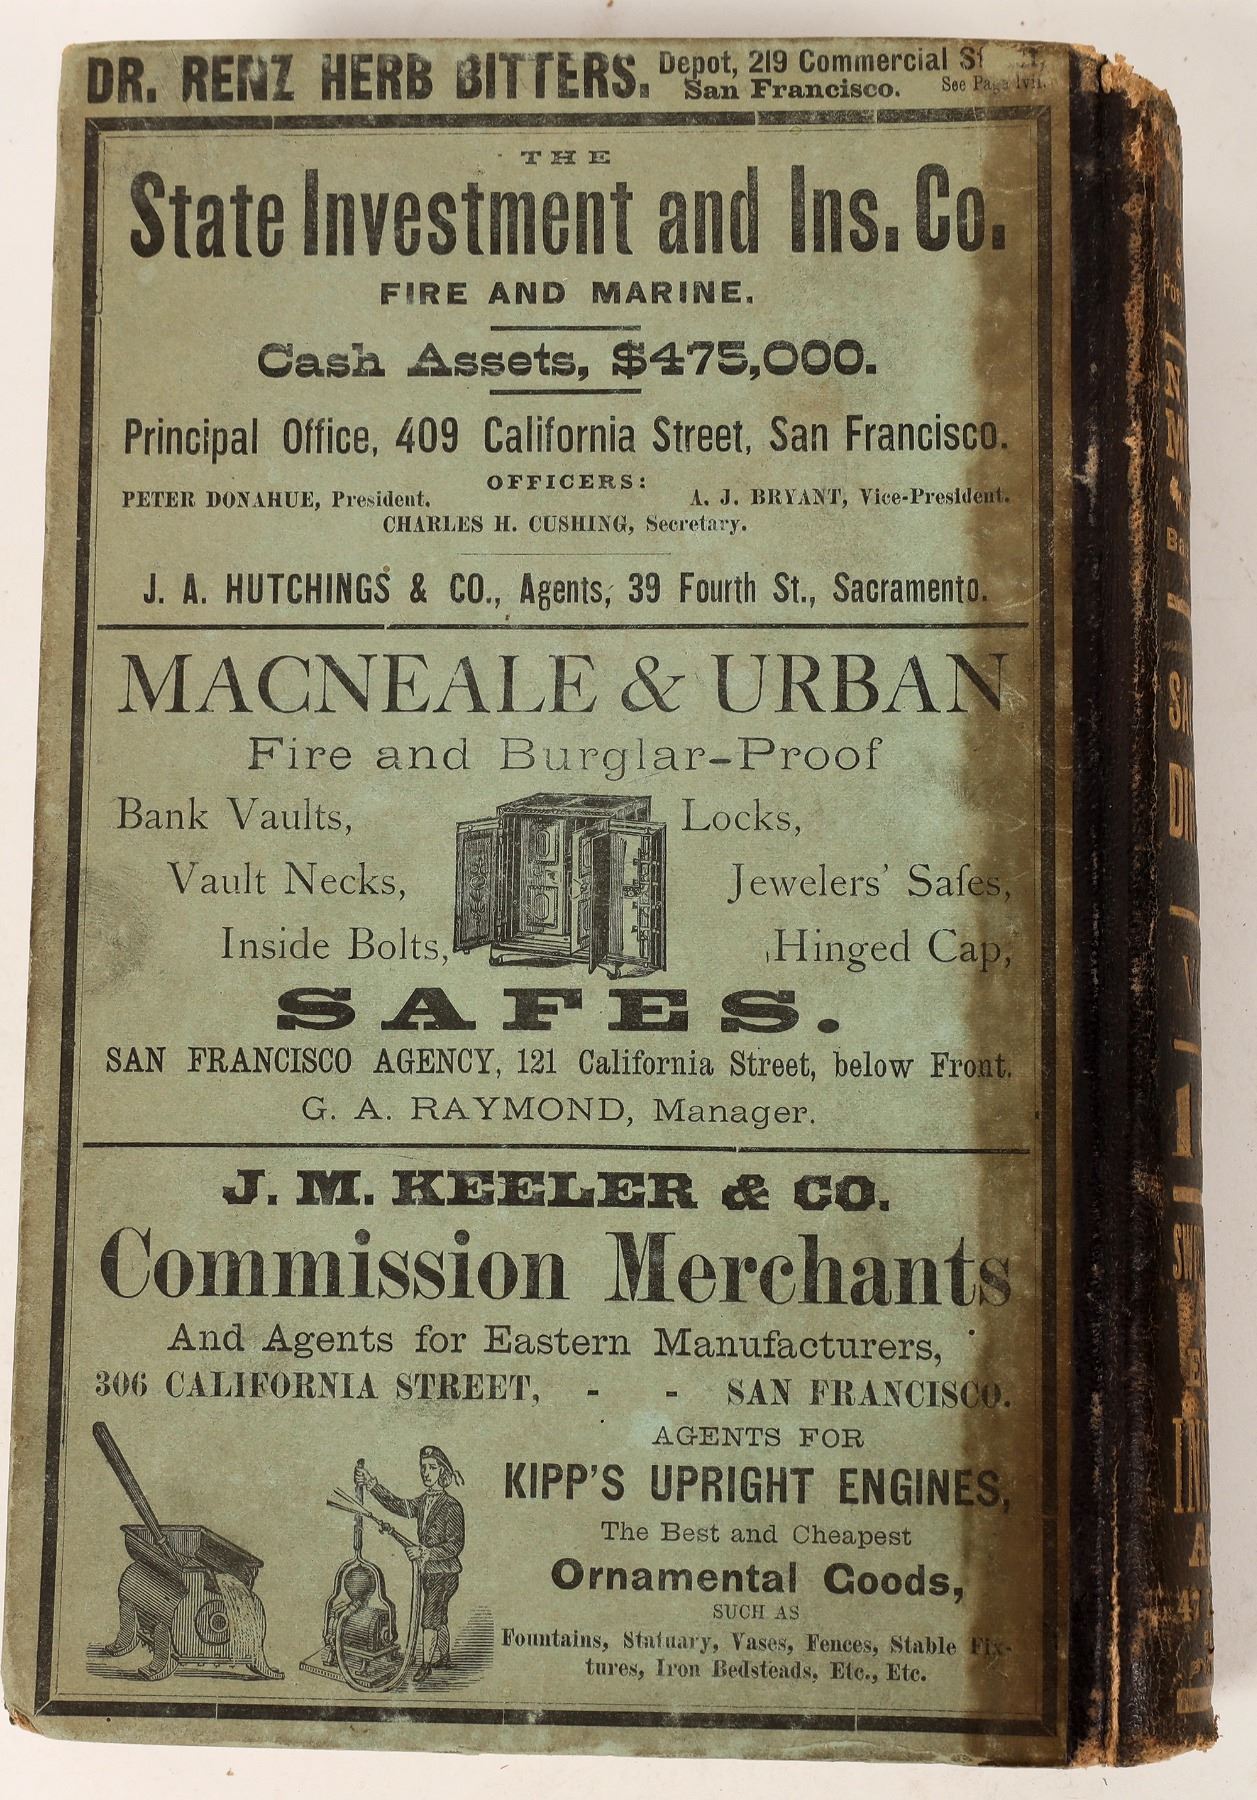 DR. RENZ HERB BITTERS. Depot, 219 Commercial
San Francisco. See Page lvii.
THE
State Investment and Ins. Co.
FIRE AND MARINE.
Cash Assets, $475,000.
Principal Office, 409 California Street, San Francisco.
OFFICERS:
PETER DONAHUE, President. A. J. BRYANT, Vice-President.
CHARLES H. CUSHING, Secretary.
J. A. HUTCHINGS & CO., Agents, 39 Fourth St., Sacramento.
MACNEALE & URBAN
Fire and Burglar-Proof
Bank Vaults, Locks,
Vault Necks, Jewelers' Safes,
Inside Bolts, Hinged Cap,
SAFES.
SAN FRANCISCO AGENCY, 121 California Street, below Front.
G. A. RAYMOND, Manager.
J. M. KEELER & CO.
Commission Merchants
And Agents for Eastern Manufacturers,
306 CALIFORNIA STREET, - - SAN FRANCISCO.
AGENTS FOR
KIPP'S UPRIGHT ENGINES,
The Best and Cheapest
Ornamental Goods,
SUCH AS
Fountains, Statuary, Vases, Fences, Stable Fix-
tures, Iron Bedsteads, Etc., Etc.